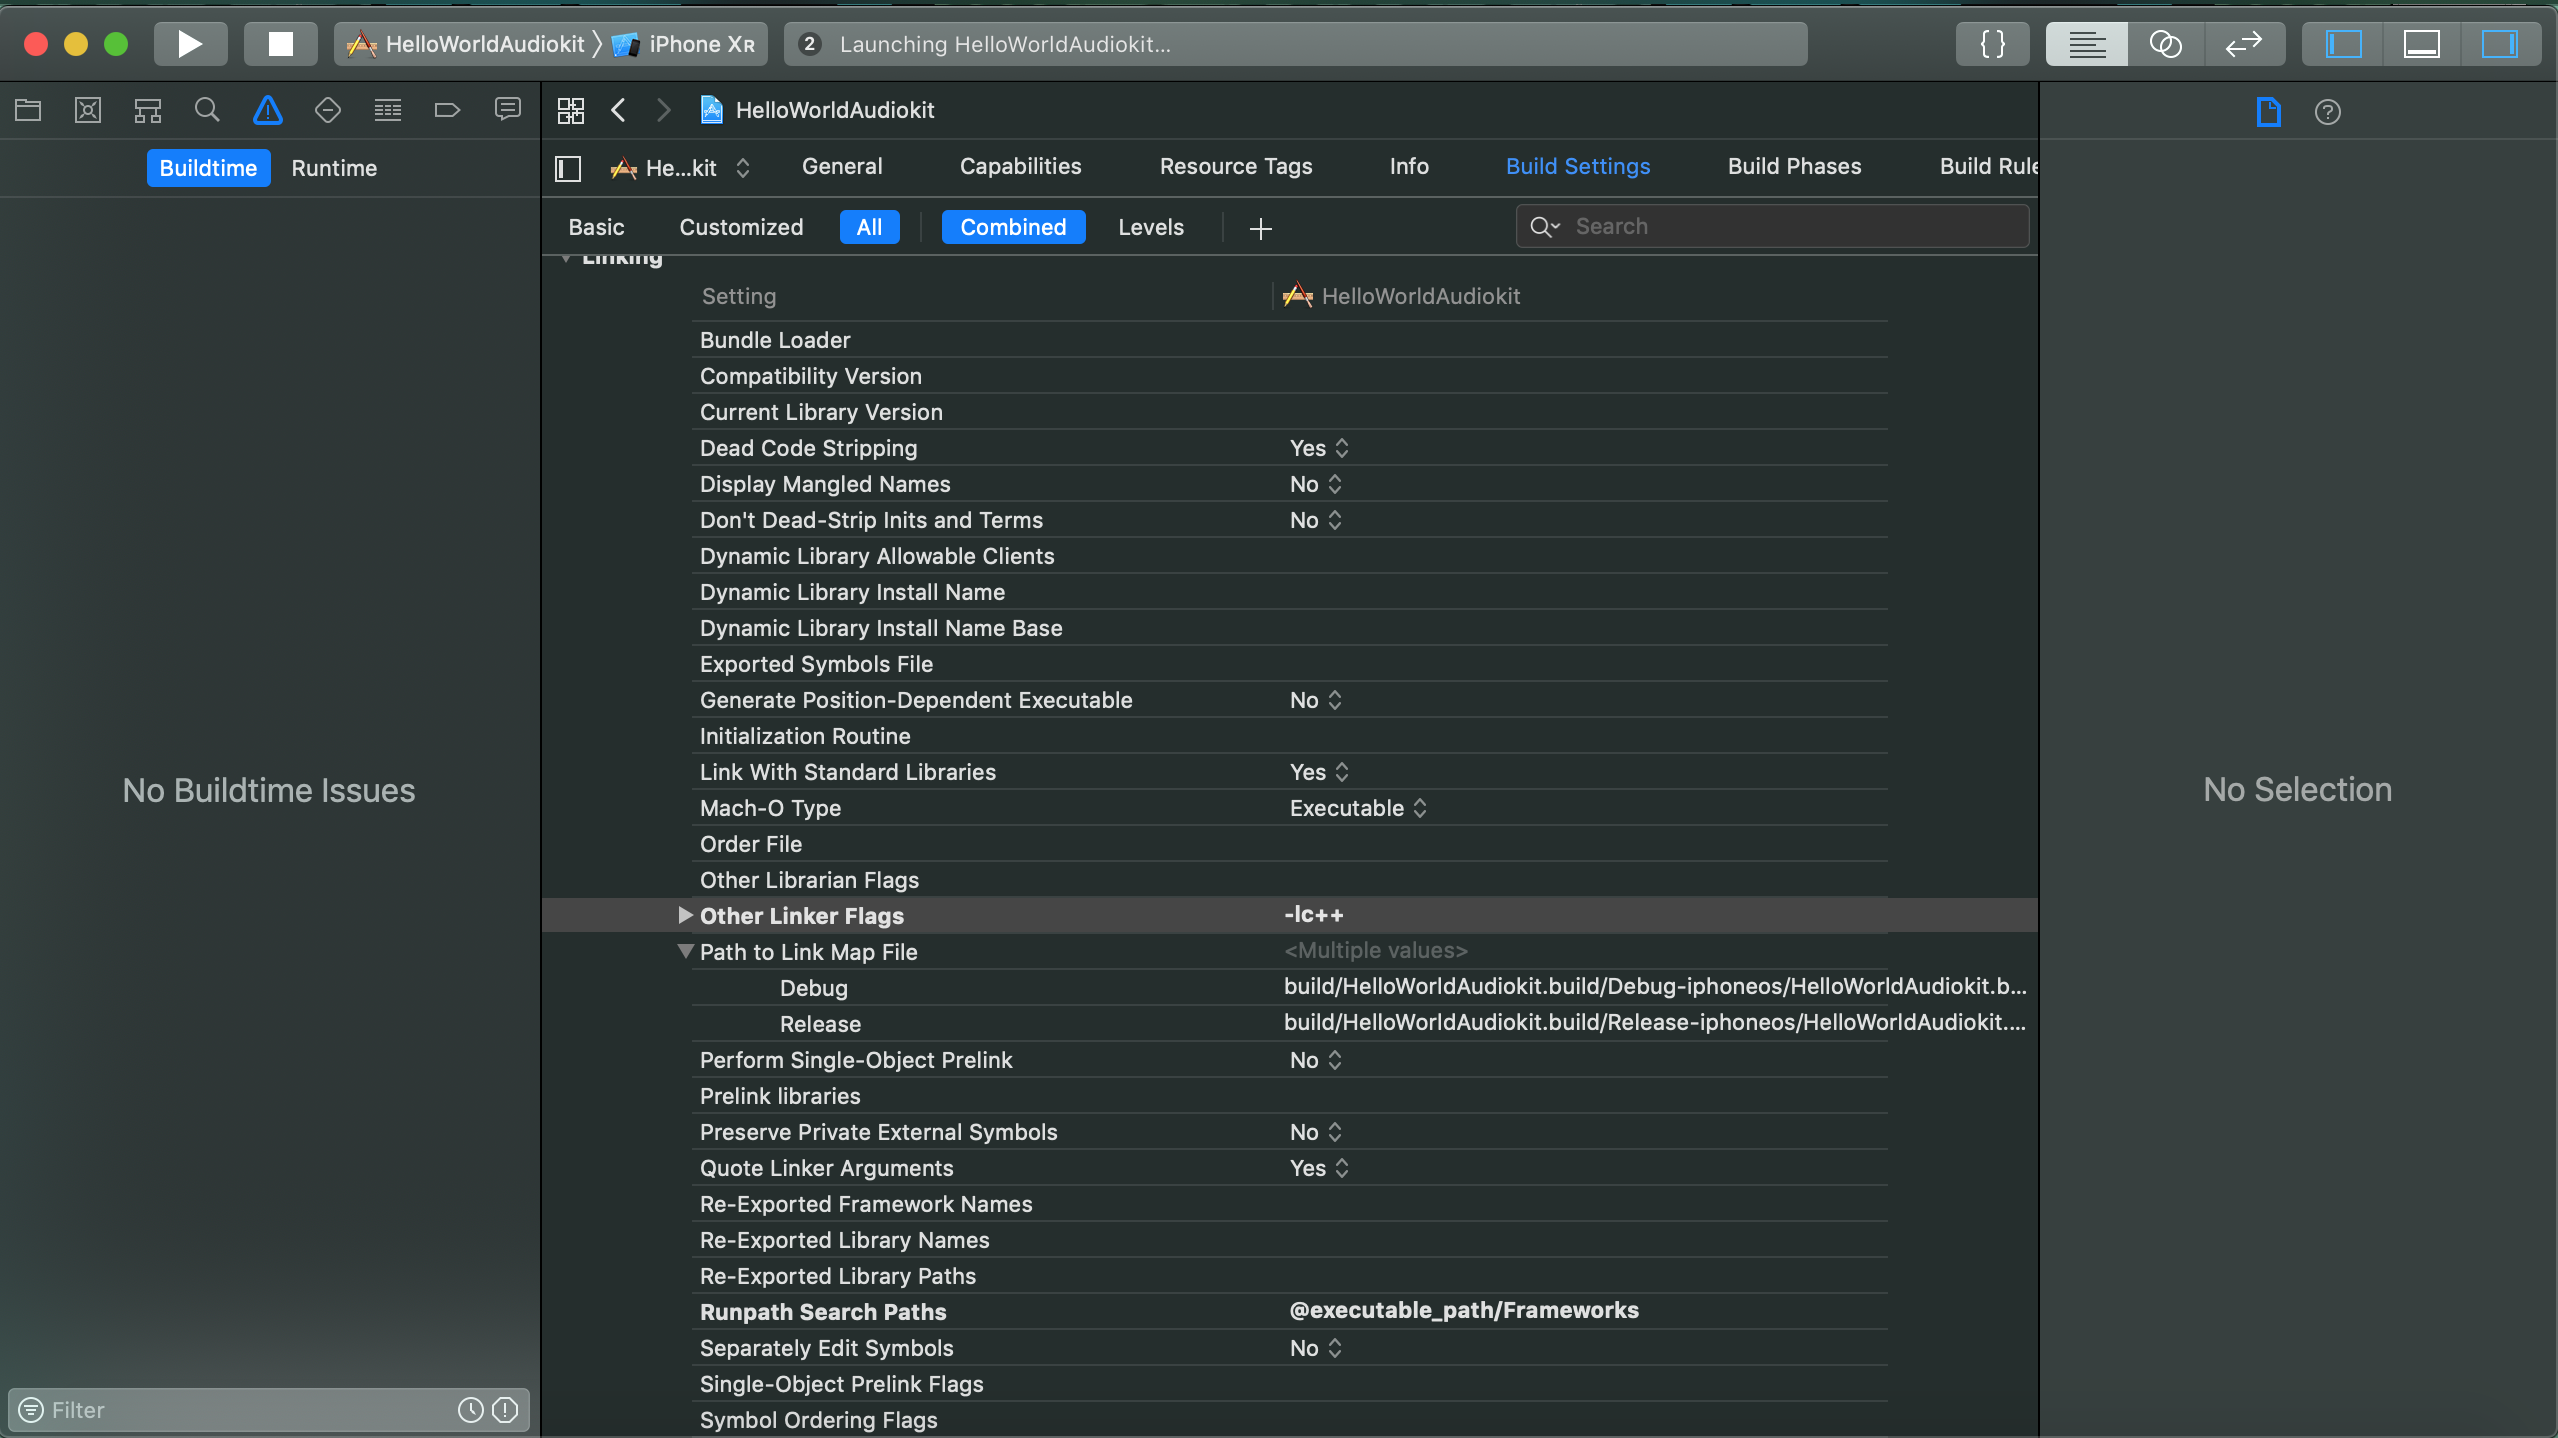 HelloWorldAudiokit 〉 iPhone XR
2 Launching HelloWorldAudiokit...
{ }
HelloWorldAudiokit
Buildtime Runtime
He...kit General Capabilities Resource Tags Info Build Settings Build Phases Build Rule
Basic Customized All Combined Levels + Search
Linking
Setting HelloWorldAudiokit
Bundle Loader
Compatibility Version
Current Library Version
Dead Code Stripping Yes
Display Mangled Names No
Don't Dead-Strip Inits and Terms No
Dynamic Library Allowable Clients
Dynamic Library Install Name
Dynamic Library Install Name Base
Exported Symbols File
Generate Position-Dependent Executable No
Initialization Routine
Link With Standard Libraries Yes
Mach-O Type Executable
Order File
Other Librarian Flags
Other Linker Flags -lc++
Path to Link Map File <Multiple values>
Debug build/HelloWorldAudiokit.build/Debug-iphoneos/HelloWorldAudiokit.b...
Release build/HelloWorldAudiokit.build/Release-iphoneos/HelloWorldAudiokit....
Perform Single-Object Prelink No
Prelink libraries
Preserve Private External Symbols No
Quote Linker Arguments Yes
Re-Exported Framework Names
Re-Exported Library Names
Re-Exported Library Paths
Runpath Search Paths @executable_path/Frameworks
Separately Edit Symbols No
Single-Object Prelink Flags
Symbol Ordering Flags
No Buildtime Issues
Filter
No Selection